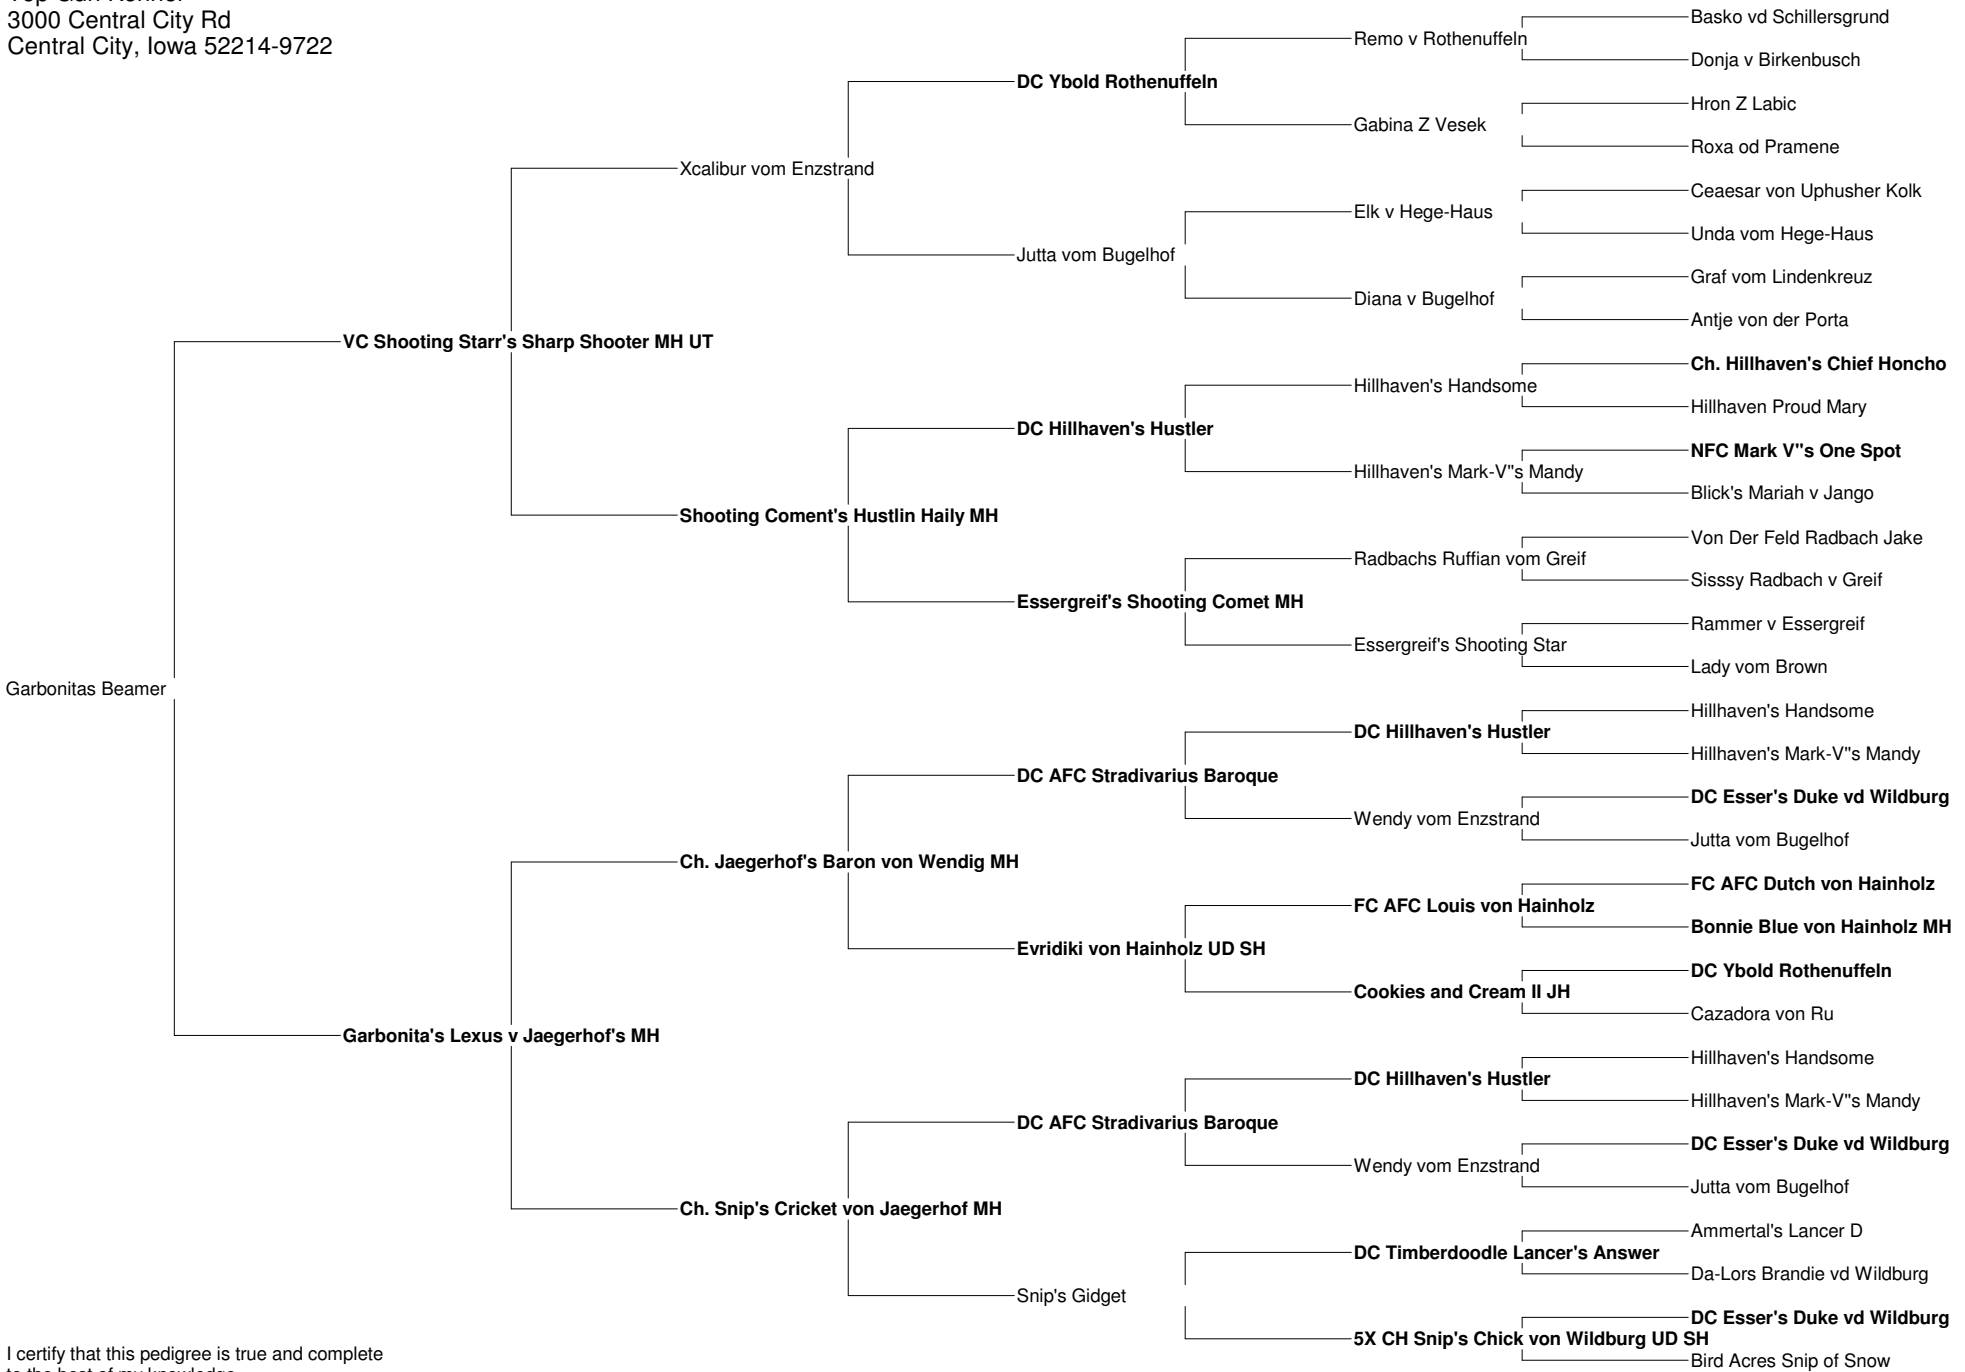 3000 Central City Rd
Central City, Iowa 52214-9722
Basko vd Schillersgrund
Remo v Rothenuffeln
Donja v Birkenbusch
DC Ybold Rothenuffeln
Hron Z Labic
Gabina Z Vesek
Roxa od Pramene
Xcalibur vom Enzstrand
Ceaesar von Uphusher Kolk
Elk v Hege-Haus
Unda vom Hege-Haus
Jutta vom Bugelhof
Graf vom Lindenkreuz
Diana v Bugelhof
Antje von der Porta
VC Shooting Starr's Sharp Shooter MH UT
Ch. Hillhaven's Chief Honcho
Hillhaven's Handsome
Hillhaven Proud Mary
DC Hillhaven's Hustler
NFC Mark V"s One Spot
Hillhaven's Mark-V"s Mandy
Blick's Mariah v Jango
Shooting Coment's Hustlin Haily MH
Von Der Feld Radbach Jake
Radbachs Ruffian vom Greif
Sisssy Radbach v Greif
Essergreif's Shooting Comet MH
Rammer v Essergreif
Essergreif's Shooting Star
Lady vom Brown
Garbonitas Beamer
Hillhaven's Handsome
DC Hillhaven's Hustler
Hillhaven's Mark-V"s Mandy
DC AFC Stradivarius Baroque
DC Esser's Duke vd Wildburg
Wendy vom Enzstrand
Jutta vom Bugelhof
Ch. Jaegerhof's Baron von Wendig MH
FC AFC Dutch von Hainholz
FC AFC Louis von Hainholz
Bonnie Blue von Hainholz MH
Evridiki von Hainholz UD SH
DC Ybold Rothenuffeln
Cookies and Cream II JH
Cazadora von Ru
Garbonita's Lexus v Jaegerhof's MH
Hillhaven's Handsome
DC Hillhaven's Hustler
Hillhaven's Mark-V"s Mandy
DC AFC Stradivarius Baroque
DC Esser's Duke vd Wildburg
Wendy vom Enzstrand
Jutta vom Bugelhof
Ch. Snip's Cricket von Jaegerhof MH
Ammertal's Lancer D
DC Timberdoodle Lancer's Answer
Da-Lors Brandie vd Wildburg
Snip's Gidget
DC Esser's Duke vd Wildburg
5X CH Snip's Chick von Wildburg UD SH
Bird Acres Snip of Snow
I certify that this pedigree is true and complete